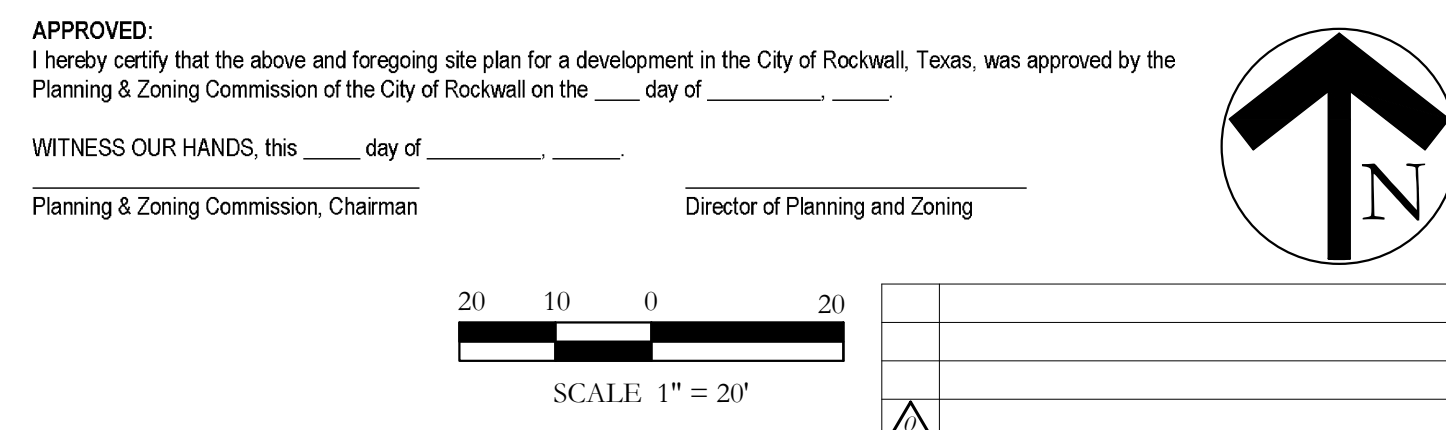 APPROVED:
I hereby certify that the above and foregoing site plan for a development in the City of Rockwall, Texas, was approved by the
Planning & Zoning Commission of the City of Rockwall on the ____ day of __________, _____.
WITNESS OUR HANDS, this _____ day of __________, ______.
Planning & Zoning Commission, Chairman
Director of Planning and Zoning
N
20 10 0 20
SCALE 1" = 20'
0